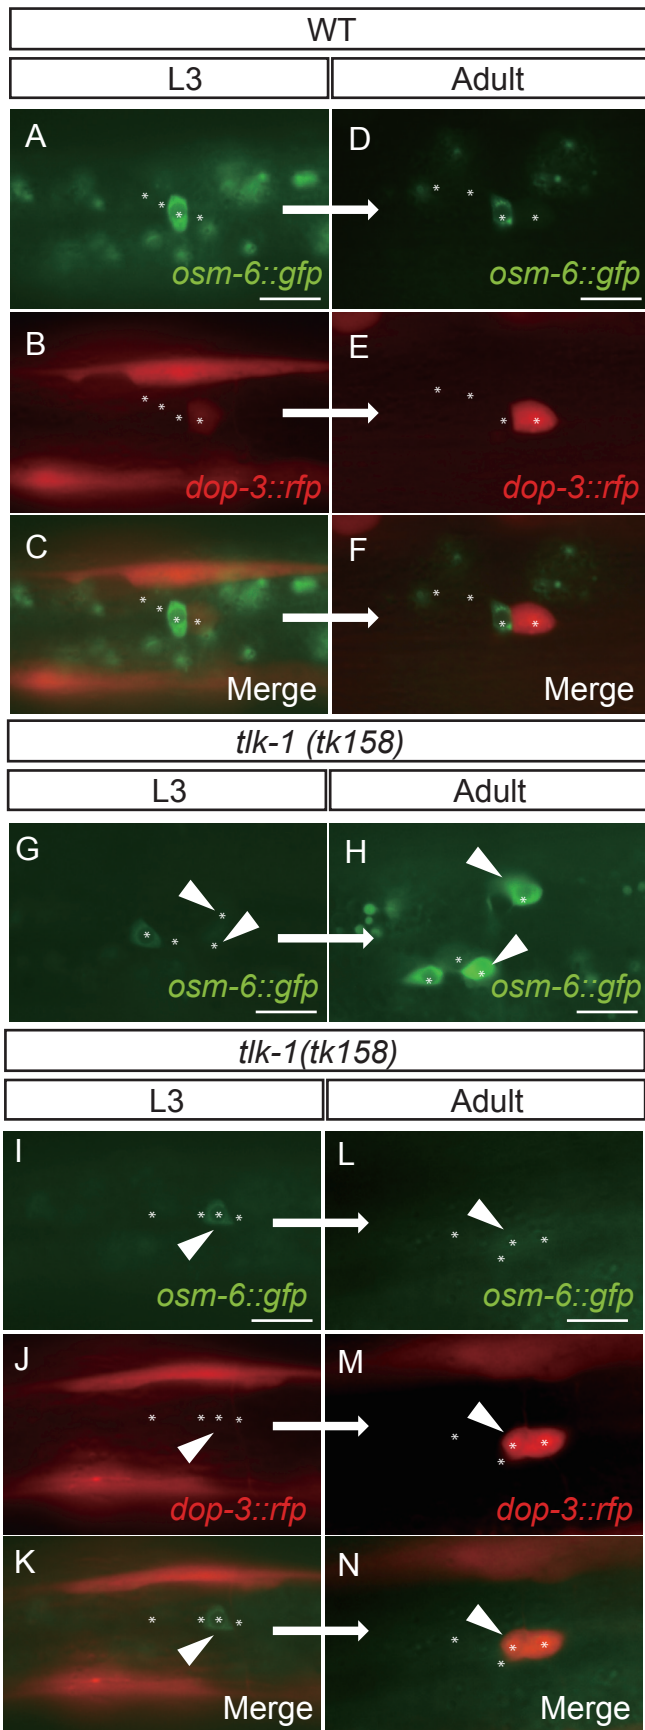 WT
L3 Adult
A D
osm-6::gfp osm-6::gfp
B E
dop-3::rfp dop-3::rfp
C F
Merge Merge
tlk-1 (tk158)
L3 Adult
G H
osm-6::gfp osm-6::gfp
tlk-1(tk158)
L3 Adult
I L
osm-6::gfp osm-6::gfp
J M
dop-3::rfp dop-3::rfp
K N
Merge Merge